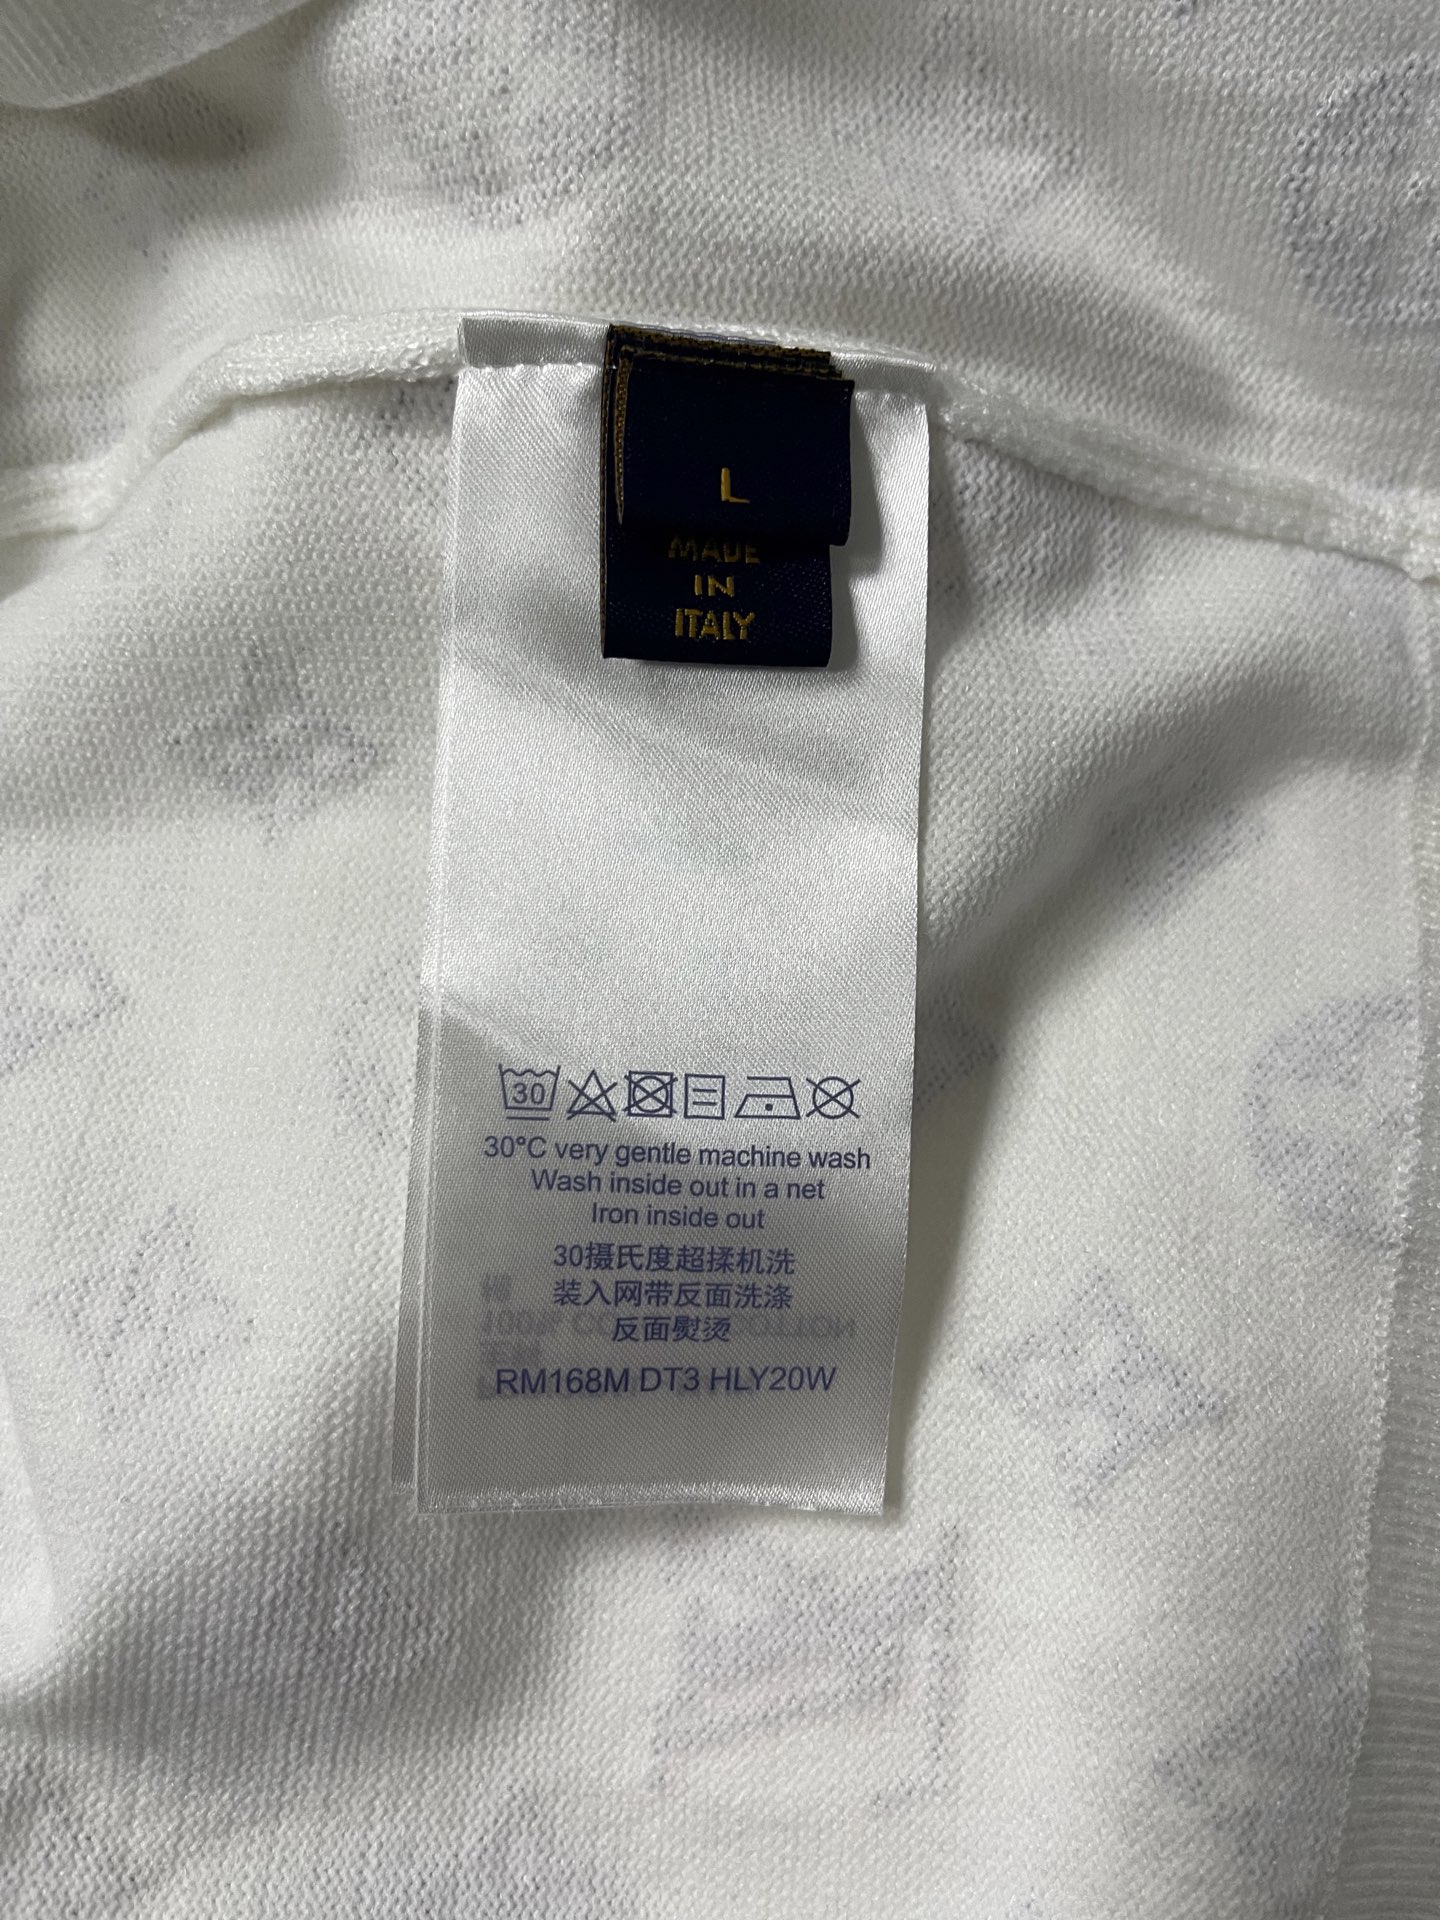 L
MADE
IN
ITALY
30
30°C very gentle machine wash
Wash inside out in a net
Iron inside out
30摄氏度超揉机洗
装入网带反面洗涤
反面熨烫
RM168M DT3 HLY20W